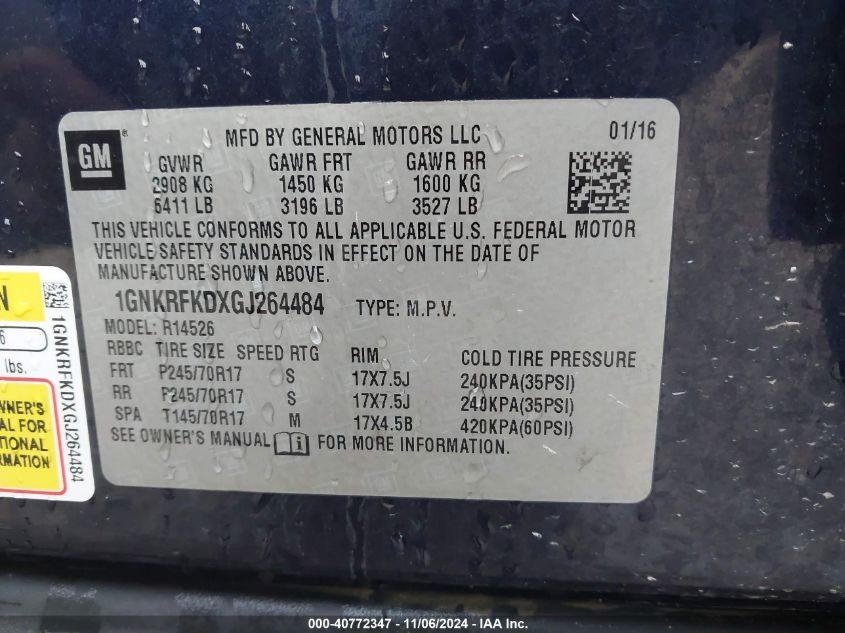 GM
MFD BY GENERAL MOTORS LLC 01/16
GVWR GAWR FRT GAWR RR
2908 KG 1450 KG 1600 KG
6411 LB 3196 LB 3527 LB
THIS VEHICLE CONFORMS TO ALL APPLICABLE U.S. FEDERAL MOTOR
VEHICLE SAFETY STANDARDS IN EFFECT ON THE DATE OF
MANUFACTURE SHOWN ABOVE.
1GNKRFKDXGJ264484 TYPE: M.P.V.
MODEL: R14526
RBBC TIRE SIZE SPEED RTG RIM COLD TIRE PRESSURE
FRT P245/70R17 S 17X7.5J 240KPA(35PSI)
RR P245/70R17 S 17X7.5J 240KPA(35PSI)
SPA T145/70R17 M 17X4.5B 420KPA(60PSI)
SEE OWNER'S MANUAL FOR MORE INFORMATION.
N
6
lbs.
WNER'S
AL FOR
TIONAL
RMATION
1GNKRFKDXGJ264484
000-40772347 - 11/06/2024 - IAA Inc.